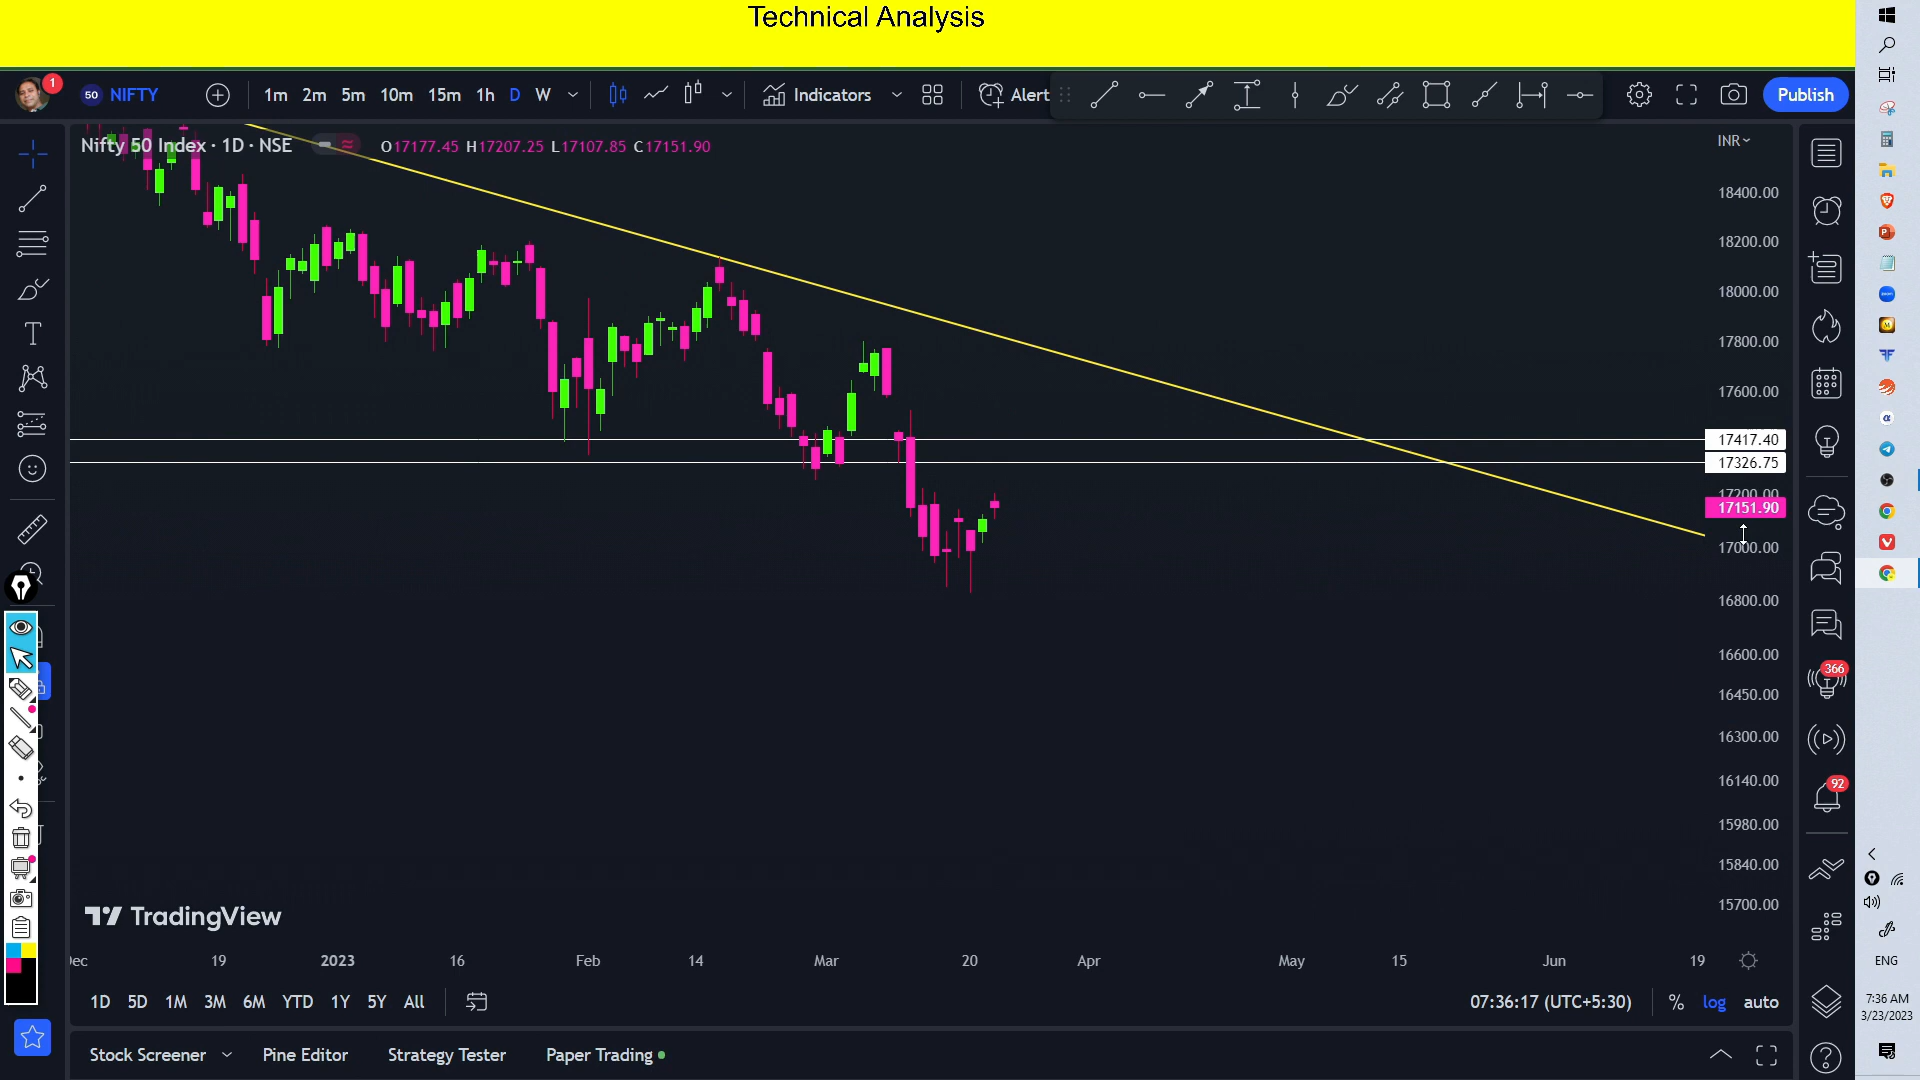 Technical Analysis
1
50 NIFTY 1m 2m 5m 10m 15m 1h D W Indicators Alert Publish
Nifty 50 Index · 1D · NSE O17177.45 H17207.25 L17107.85 C17151.90
INR
18400.00
18200.00
18000.00
17800.00
17600.00
17417.40
17326.75
17200.00
17151.90
17000.00
16800.00
16600.00
16450.00
16300.00
16140.00
15980.00
15840.00
15700.00
366
92
TradingView
Dec 19 2023 16 Feb 14 Mar 20 Apr May 15 Jun 19
1D 5D 1M 3M 6M YTD 1Y 5Y All 07:36:17 (UTC+5:30) % log auto
Stock Screener Pine Editor Strategy Tester Paper Trading
ENG
7:36 AM
3/23/2023